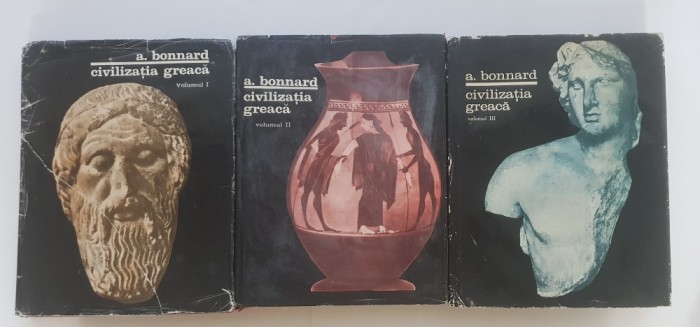 a. bonnard
civilizația greacă
volumul I
a. bonnard
civilizația
greacă
volumul II
a. bonnard
civilizația
greacă
volumul III